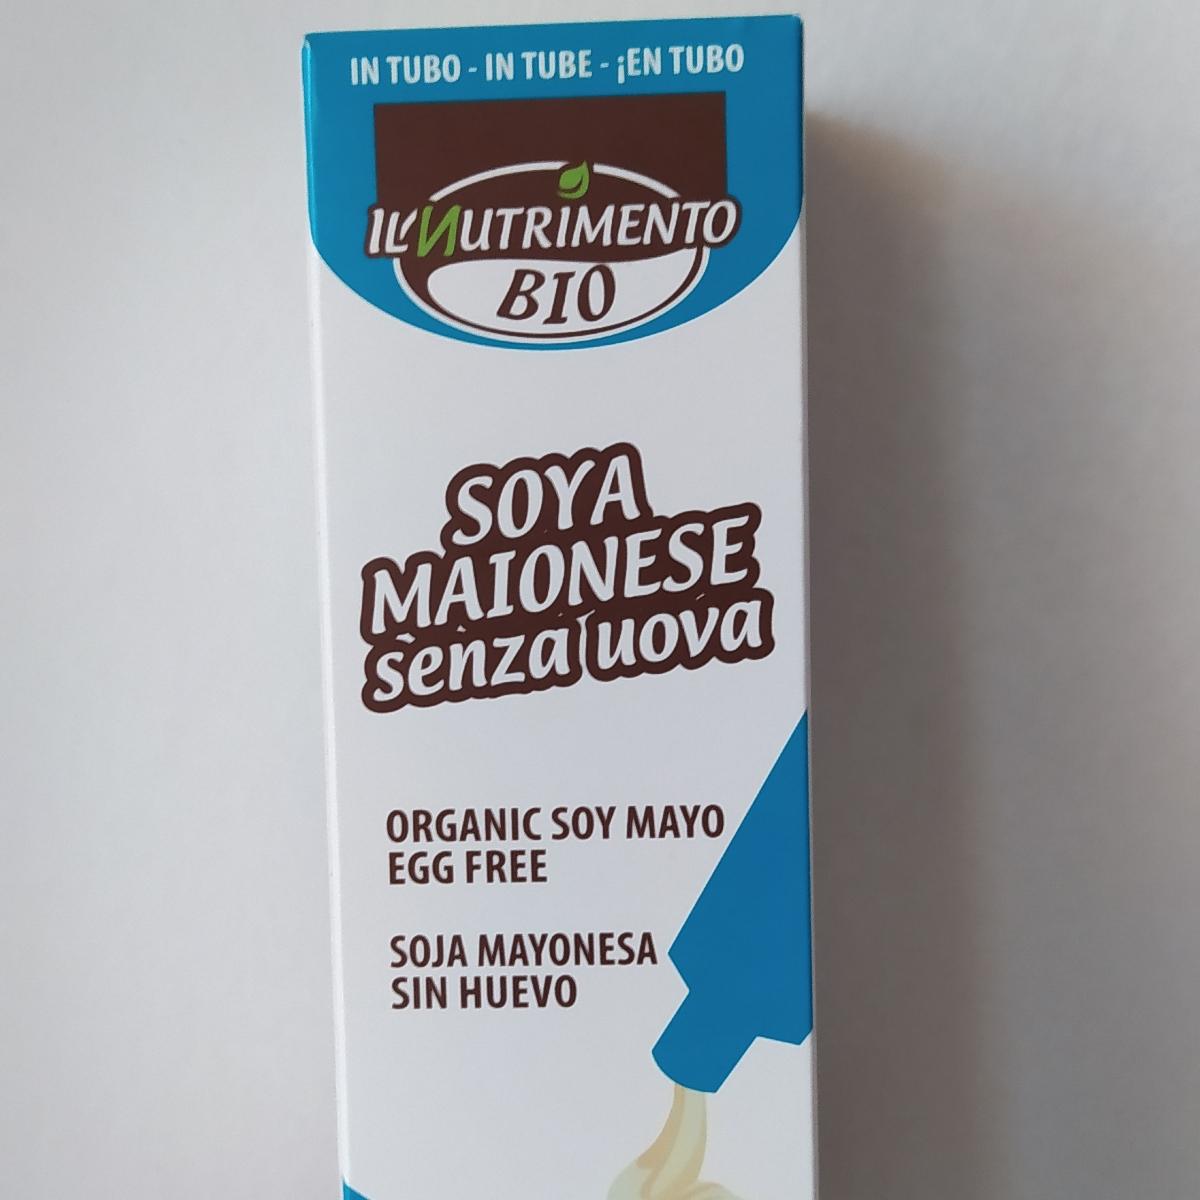 IN TUBO - IN TUBE - ¡EN TUBO
IL NUTRIMENTO
BIO
SOYA
MAIONESE
senza uova
ORGANIC SOY MAYO
EGG FREE
SOJA MAYONESA
SIN HUEVO